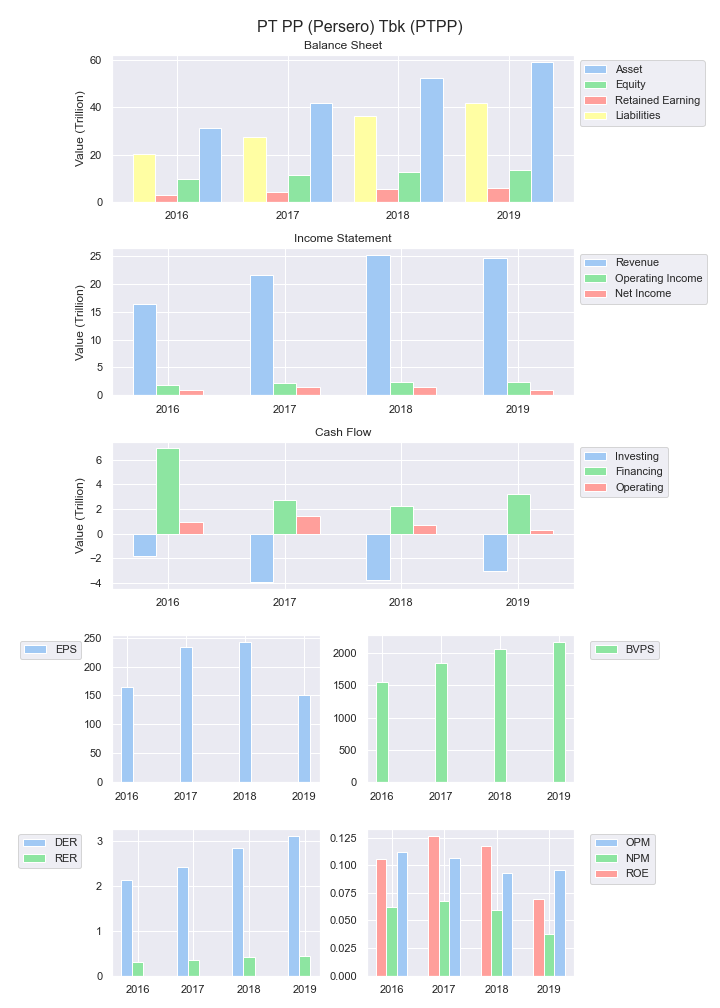 PT PP (Persero) Tbk (PTPP)
Balance Sheet
60
40
20
0
Value (Trillion)
2016 2017 2018 2019
Asset
Equity
Retained Earning
Liabilities
Income Statement
25
20
15
10
5
0
Value (Trillion)
2016 2017 2018 2019
Revenue
Operating Income
Net Income
Cash Flow
6
4
2
0
−2
−4
Value (Trillion)
2016 2017 2018 2019
Investing
Financing
Operating
EPS
250
200
150
100
50
0
2016 2017 2018 2019
2000
1500
1000
500
0
2016 2017 2018 2019
BVPS
DER
RER
3
2
1
0
2016 2017 2018 2019
0.125
0.100
0.075
0.050
0.025
0.000
2016 2017 2018 2019
OPM
NPM
ROE